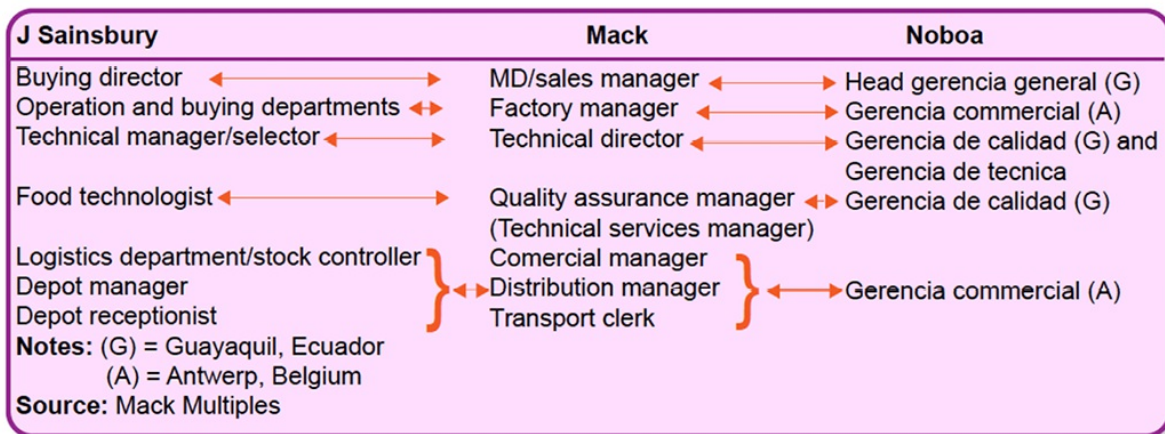 J Sainsbury Mack Noboa
Buying director MD/sales manager Head gerencia general (G)
Operation and buying departments Factory manager Gerencia commercial (A)
Technical manager/selector Technical director Gerencia de calidad (G) and
Gerencia de tecnica
Food technologist Quality assurance manager Gerencia de calidad (G)
(Technical services manager)
Logistics department/stock controller Comercial manager
Depot manager Distribution manager Gerencia commercial (A)
Depot receptionist Transport clerk
Notes: (G) = Guayaquil, Ecuador
(A) = Antwerp, Belgium
Source: Mack Multiples